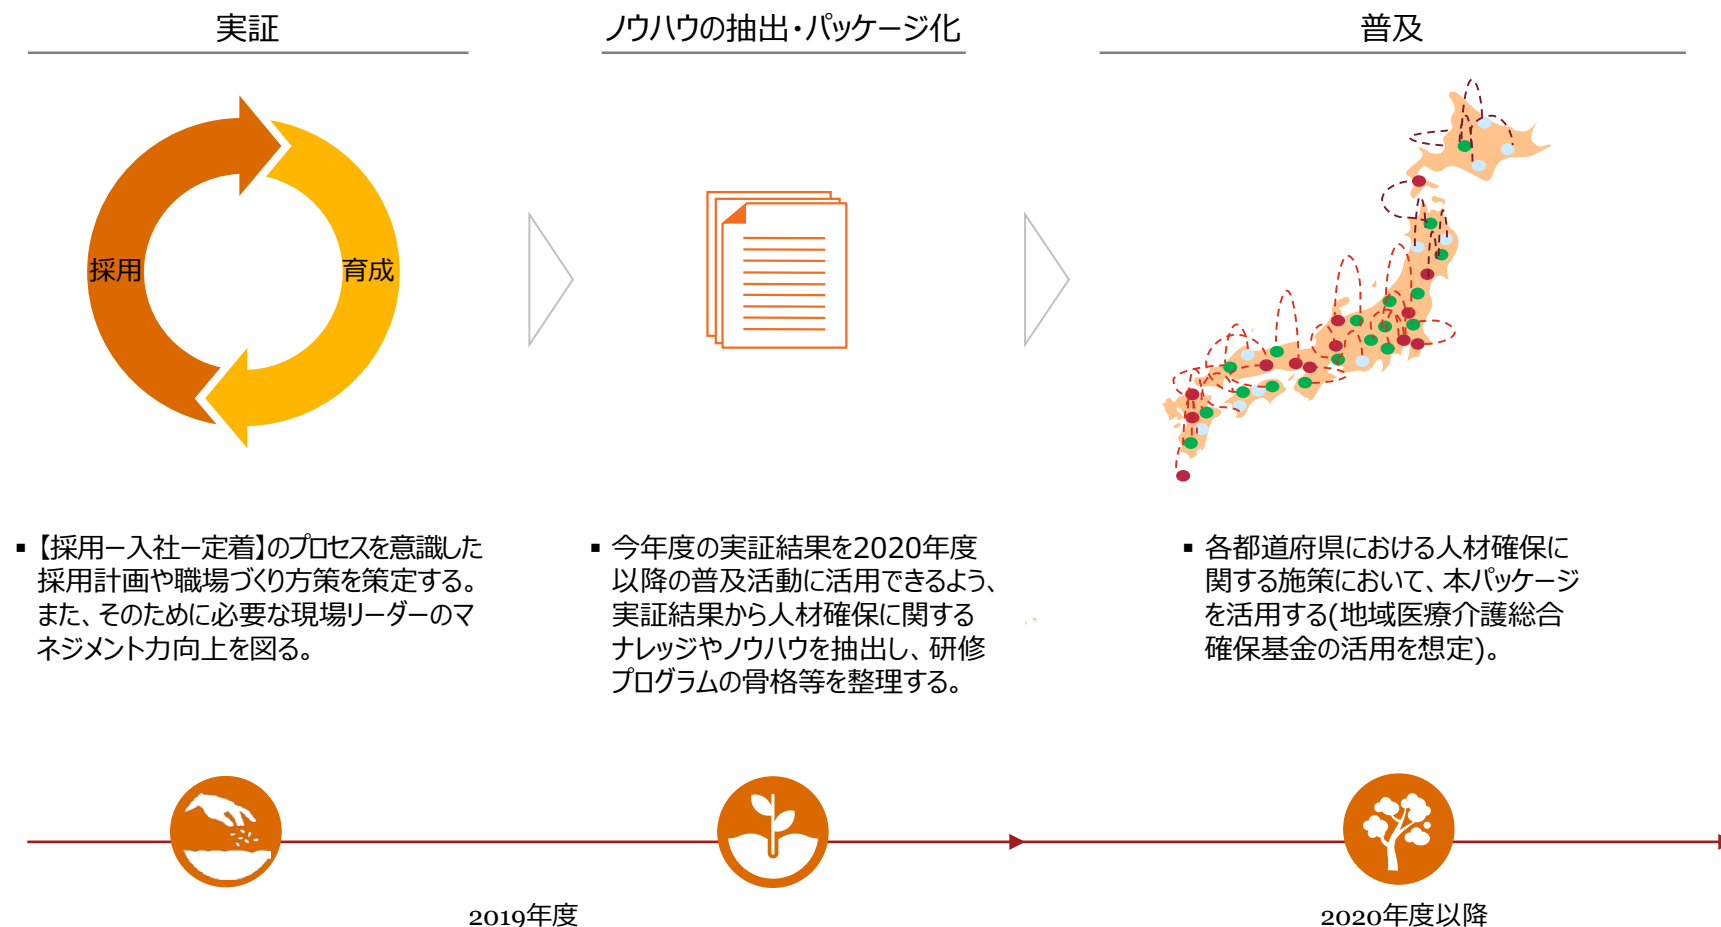 実証
ノウハウの抽出・パッケージ化
普及
採用
育成
▪ 【採用ー入社ー定着】のプロセスを意識した
採用計画や職場づくり方策を策定する。
また、そのために必要な現場リーダーのマ
ネジメント力向上を図る。
▪ 今年度の実証結果を2020年度
以降の普及活動に活用できるよう、
実証結果から人材確保に関する
ナレッジやノウハウを抽出し、研修
プログラムの骨格等を整理する。
▪ 各都道府県における人材確保に
関する施策において、本パッケージ
を活用する(地域医療介護総合
確保基金の活用を想定)。
2019年度
2020年度以降